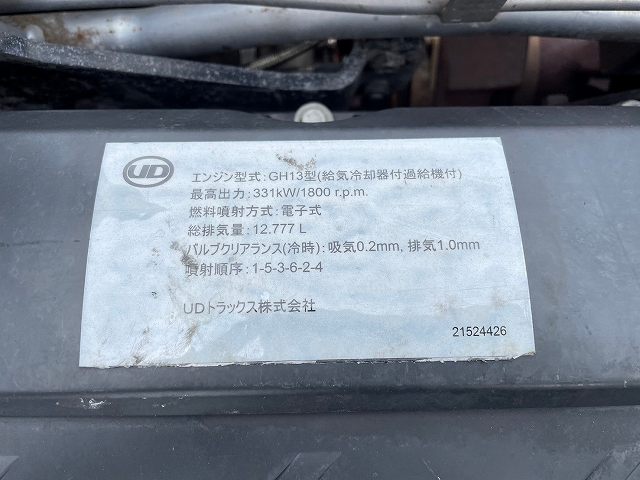 UD
エンジン型式:GH13型(給気冷却器付過給機付)
最高出力:331kW/1800 r.p.m.
燃料噴射方式:電子式
総排気量:12.777 L
バルブクリアランス(冷時):吸気0.2mm, 排気1.0mm
噴射順序:1-5-3-6-2-4
UDトラックス株式会社
21524426